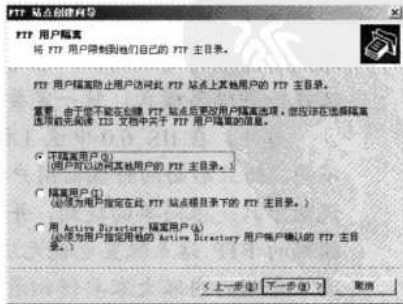 FTP 站点创建向导
FTP 用户隔离
将 FTP 用户限制到他们自己的 FTP 主目录。
FTP 用户隔离防止用户访问此 FTP 站点上其他用户的 FTP 主目录。
重要: 由于您不能在创建 FTP 站点后更改用户隔离选项，您应该在选择隔离
选项前先阅读 IIS 文档中关于 FTP 用户隔离的信息。
不隔离用户(D)
(用户可以访问其他用户的 FTP 主目录。)
隔离用户(I)
(必须为用户指定在此 FTP 站点根目录下的 FTP 主目录。)
用 Active Directory 隔离用户(A)
(必须为用户指定用他的 Active Directory 用户帐户确认的 FTP 主目
录。)
< 上一步(B) 下一步(N) > 取消